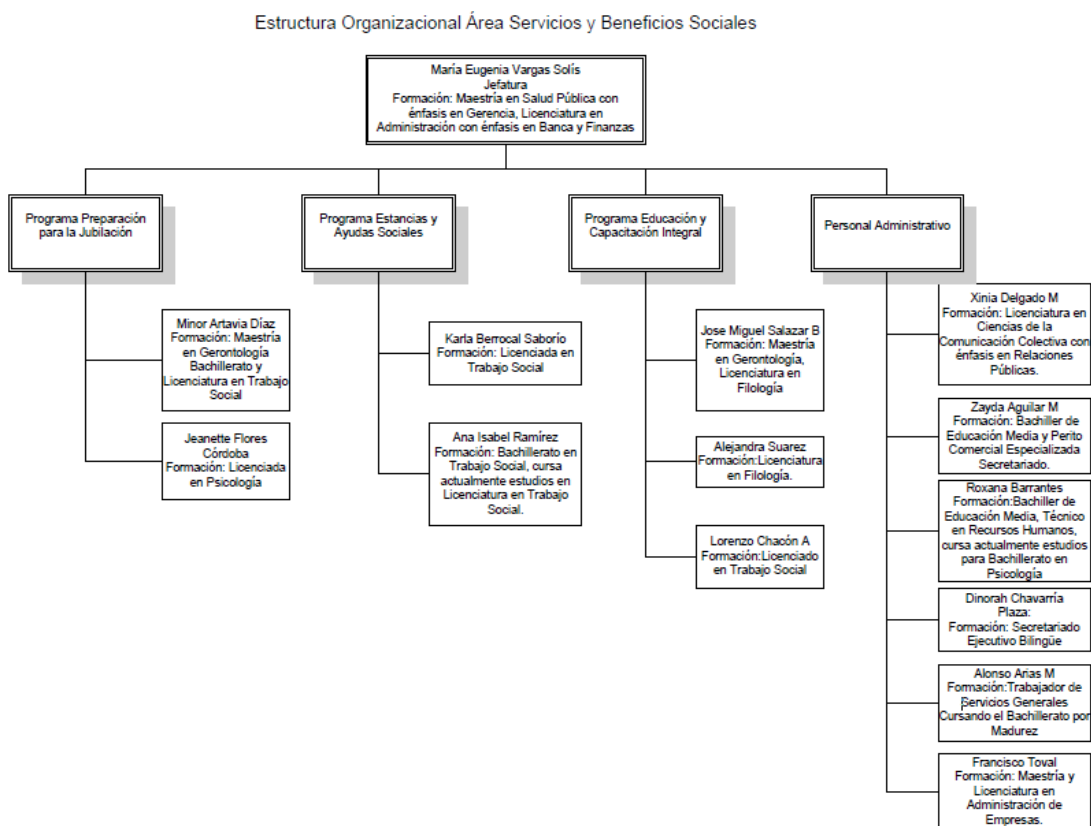 Estructura Organizacional Área Servicios y Beneficios Sociales
María Eugenia Vargas Solís
Jefatura
Formación: Maestría en Salud Pública con
énfasis en Gerencia, Licenciatura en
Administración con énfasis en Banca y Finanzas
Programa Preparación
para la Jubilación
Programa Estancias y
Ayudas Sociales
Programa Educación y
Capacitación Integral
Personal Administrativo
Minor Artavia Díaz
Formación: Maestría
en Gerontología
Bachillerato y
Licenciatura en Trabajo
Social
Jeanette Flores
Córdoba
Formación: Licenciada
en Psicología
Karla Berrocal Saborío
Formación: Licenciada en
Trabajo Social
Ana Isabel Ramírez
Formación: Bachillerato en
Trabajo Social, cursa
actualmente estudios en
Licenciatura en Trabajo
Social.
Jose Miguel Salazar B
Formación: Maestría
en Gerontología,
Licenciatura en
Filología
Alejandra Suarez
Formación:Licenciatura
en Filología.
Lorenzo Chacón A
Formación:Licenciado
en Trabajo Social
Xinia Delgado M
Formación: Licenciatura en
Ciencias de la
Comunicación Colectiva con
énfasis en Relaciones
Públicas.
Zayda Aguilar M
Formación: Bachiller de
Educación Media y Perito
Comercial Especializada
Secretariado.
Roxana Barrantes
Formación:Bachiller de
Educación Media, Técnico
en Recursos Humanos,
cursa actualmente estudios
para Bachillerato en
Psicología
Dinorah Chavarría
Plaza:
Formación: Secretariado
Ejecutivo Bilingüe
Alonso Arias M
Formación:Trabajador de
Servicios Generales
Cursando el Bachillerato por
Madurez
Francisco Toval
Formación: Maestría y
Licenciatura en
Administración de
Empresas.